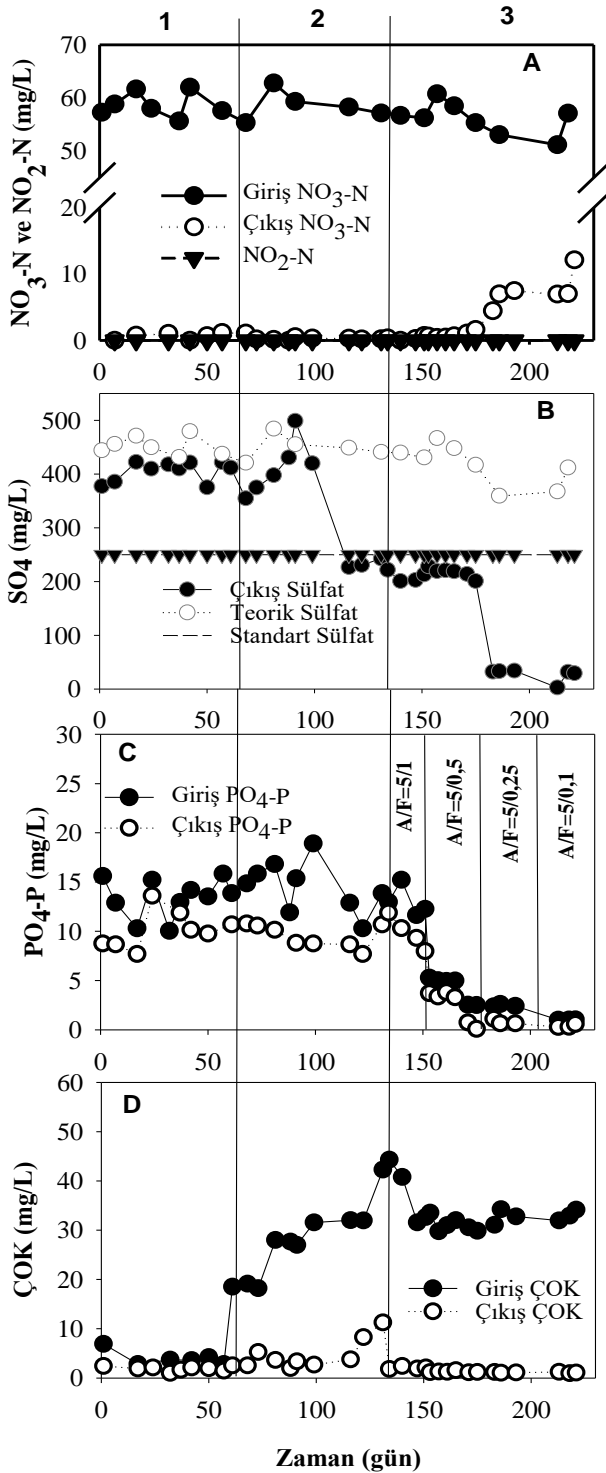 1 2 3
A
NO3-N ve NO2-N (mg/L)
70
60
50
20
10
0
Giriş NO3-N
Çıkış NO3-N
NO2-N
0 50 100 150 200
B
SO4 (mg/L)
500
400
300
200
100
0
Çıkış Sülfat
Teorik Sülfat
Standart Sülfat
0 50 100 150 200
C
PO4-P (mg/L)
30
25
20
15
10
5
0
Giriş PO4-P
Çıkış PO4-P
A/F=5/1
A/F=5/0,5
A/F=5/0,25
A/F=5/0,1
0 50 100 150 200
D
ÇOK (mg/L)
60
50
40
30
20
10
0
Giriş ÇOK
Çıkış ÇOK
0 50 100 150 200
Zaman (gün)